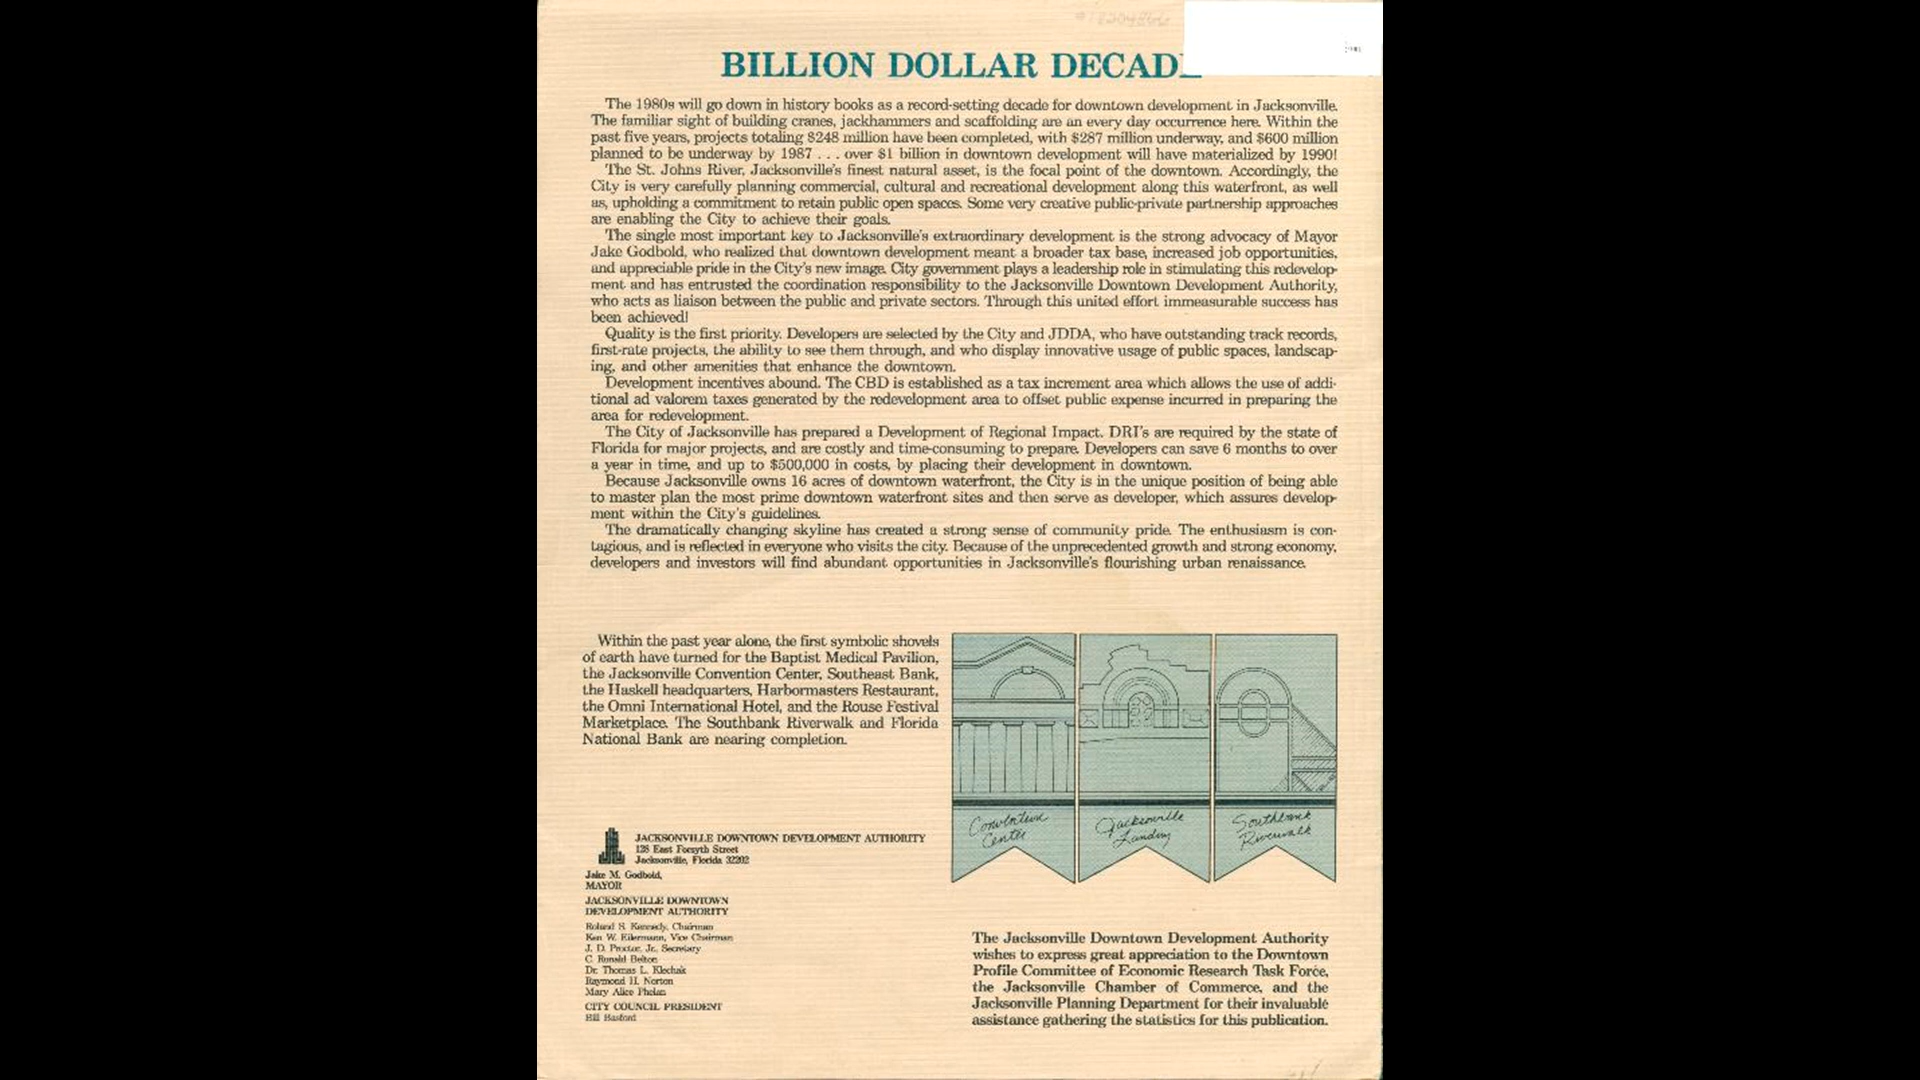 BILLION DOLLAR DECADE
The 1980s will go down in history books as a record-setting decade for downtown development in Jacksonville.
The familiar sight of building cranes, jackhammers and scaffolding are an every day occurrence here. Within the
past five years, projects totaling $248 million have been completed, with $287 million underway, and $600 million
planned to be underway by 1987 . . . over $1 billion in downtown development will have materialized by 1990!
The St. Johns River, Jacksonville's finest natural asset, is the focal point of the downtown. Accordingly, the
City is very carefully planning commercial, cultural and recreational development along this waterfront, as well
as, upholding a commitment to retain public open spaces. Some very creative public-private partnership approaches
are enabling the City to achieve their goals.
The single most important key to Jacksonville's extraordinary development is the strong advocacy of Mayor
Jake Godbold, who realized that downtown development meant a broader tax base, increased job opportunities,
and appreciable pride in the City's new image. City government plays a leadership role in stimulating this redevelop-
ment and has entrusted the coordination responsibility to the Jacksonville Downtown Development Authority,
who acts as liaison between the public and private sectors. Through this united effort immeasurable success has
been achieved!
Quality is the first priority. Developers are selected by the City and JDDA, who have outstanding track records,
first-rate projects, the ability to see them through, and who display innovative usage of public spaces, landscap-
ing, and other amenities that enhance the downtown.
Development incentives abound. The CBD is established as a tax increment area which allows the use of addi-
tional ad valorem taxes generated by the redevelopment area to offset public expense incurred in preparing the
area for redevelopment.
The City of Jacksonville has prepared a Development of Regional Impact. DRI's are required by the state of
Florida for major projects, and are costly and time-consuming to prepare. Developers can save 6 months to over
a year in time, and up to $500,000 in costs, by placing their development in downtown.
Because Jacksonville owns 16 acres of downtown waterfront, the City is in the unique position of being able
to master plan the most prime downtown waterfront sites and then serve as developer, which assures develop-
ment within the City's guidelines.
The dramatically changing skyline has created a strong sense of community pride. The enthusiasm is con-
tagious, and is reflected in everyone who visits the city. Because of the unprecedented growth and strong economy,
developers and investors will find abundant opportunities in Jacksonville's flourishing urban renaissance.
Within the past year alone, the first symbolic shovels
of earth have turned for the Baptist Medical Pavilion,
the Jacksonville Convention Center, Southeast Bank,
the Haskell headquarters, Harbormasters Restaurant,
the Omni International Hotel, and the Rouse Festival
Marketplace. The Southbank Riverwalk and Florida
National Bank are nearing completion.
Convention
Center
Jacksonville
Landing
Southbank
Riverwalk
JACKSONVILLE DOWNTOWN DEVELOPMENT AUTHORITY
128 East Forsyth Street
Jacksonville, Florida 32202
Jake M. Godbold,
MAYOR
JACKSONVILLE DOWNTOWN
DEVELOPMENT AUTHORITY
Roland S. Kennedy, Chairman
Ken W. Eilermann, Vice Chairman
J. D. Proctor, Jr., Secretary
C. Ronald Belton
Dr. Thomas L. Klechak
Raymond H. Norton
Mary Alice Phelan
CITY COUNCIL PRESIDENT
Bill Basford
The Jacksonville Downtown Development Authority
wishes to express great appreciation to the Downtown
Profile Committee of Economic Research Task Force,
the Jacksonville Chamber of Commerce, and the
Jacksonville Planning Department for their invaluable
assistance gathering the statistics for this publication.